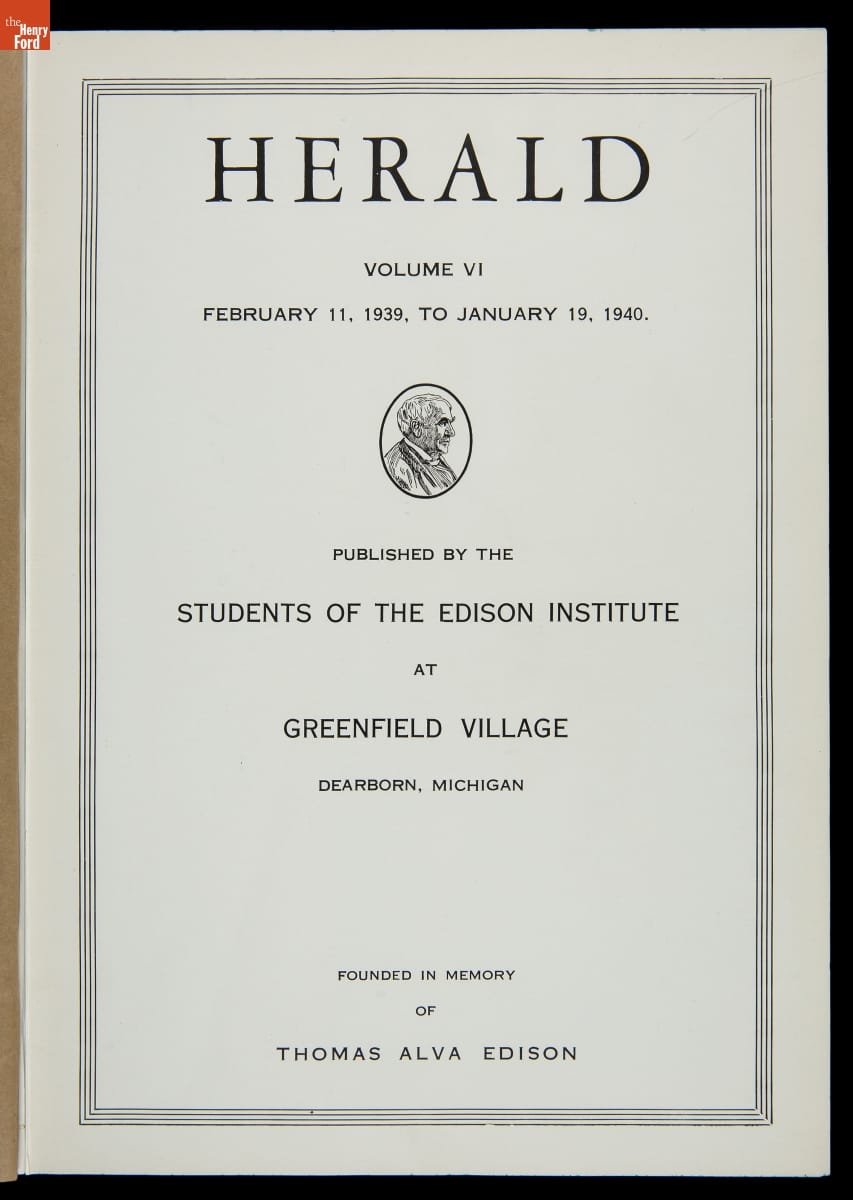 the
Henry
Ford
HERALD
VOLUME VI
FEBRUARY 11, 1939, TO JANUARY 19, 1940.
PUBLISHED BY THE
STUDENTS OF THE EDISON INSTITUTE
AT
GREENFIELD VILLAGE
DEARBORN, MICHIGAN
FOUNDED IN MEMORY
OF
THOMAS ALVA EDISON